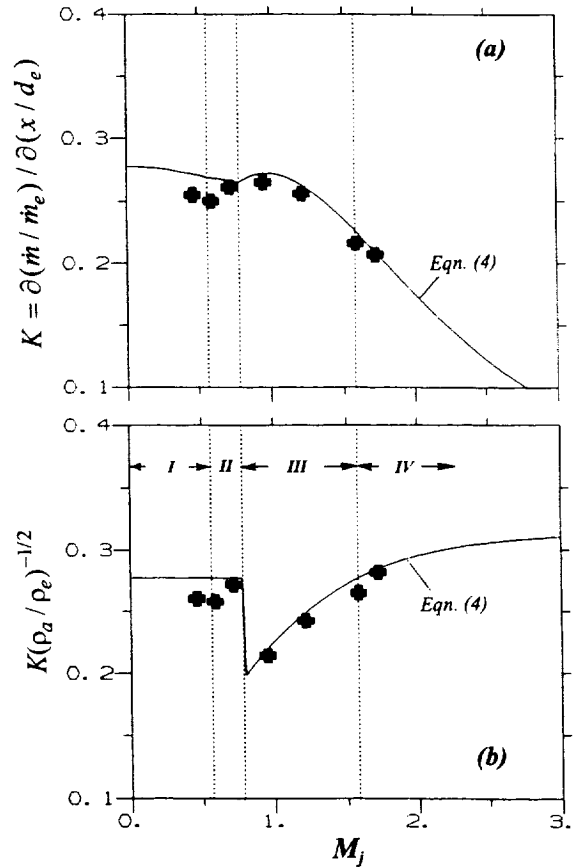 0. 4
(a)
0. 3
K = ∂(ṁ/ṁₑ)/∂(x/dₑ)
0. 2
Eqn. (4)
0. 1
0. 4
I II III IV
0. 3
K(ρₐ/ρₑ)⁻¹/²
Eqn. (4)
0. 2
(b)
0. 1
0. 1. 2. 3.
Mⱼ